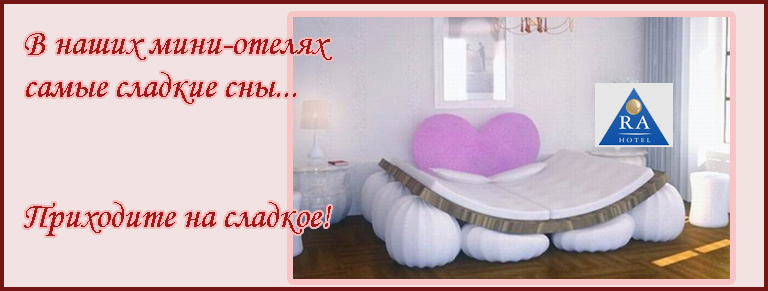 В наших мини-отелях
самые сладкие сны...
Приходите на сладкое!
RA
HOTEL